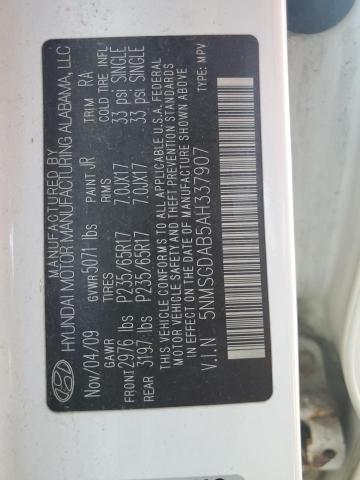 MANUFACTURED BY
HYUNDAI MOTOR MANUFACTURING ALABAMA, LLC
Nov/04/09 GVWR 5071 lbs PAINT JR TRIM RA
GAWR TIRES RIMS COLD TIRE INFL
FRONT 2976 lbs P235/65R17 7.0JX17 33 psi SINGLE
REAR 3197 lbs P235/65R17 7.0JX17 33 psi SINGLE
THIS VEHICLE CONFORMS TO ALL APPLICABLE U.S.A. FEDERAL
MOTOR VEHICLE SAFETY AND THEFT PREVENTION STANDARDS
IN EFFECT ON THE DATE OF MANUFACTURE SHOWN ABOVE
V.I.N 5NMSGDAB5AH337907 TYPE: MPV